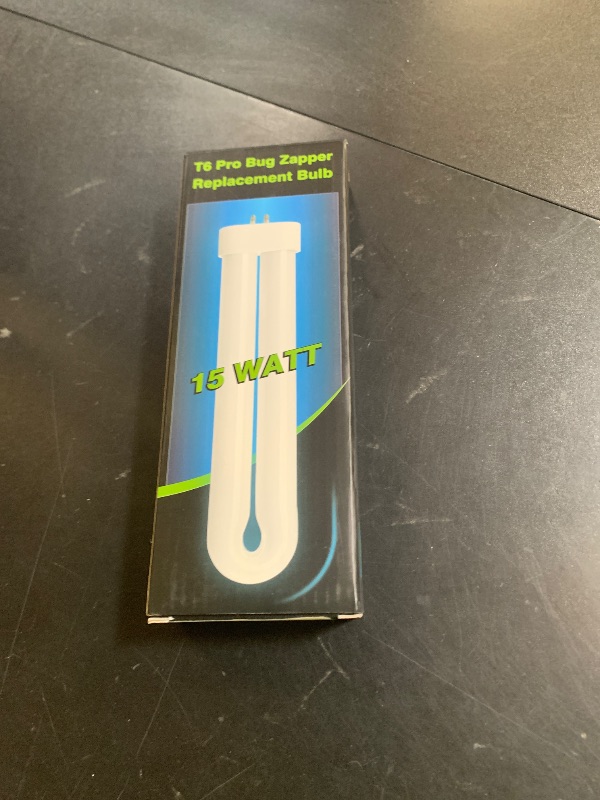 T6 Pro Bug Zapper
Replacement Bulb
15 WATT